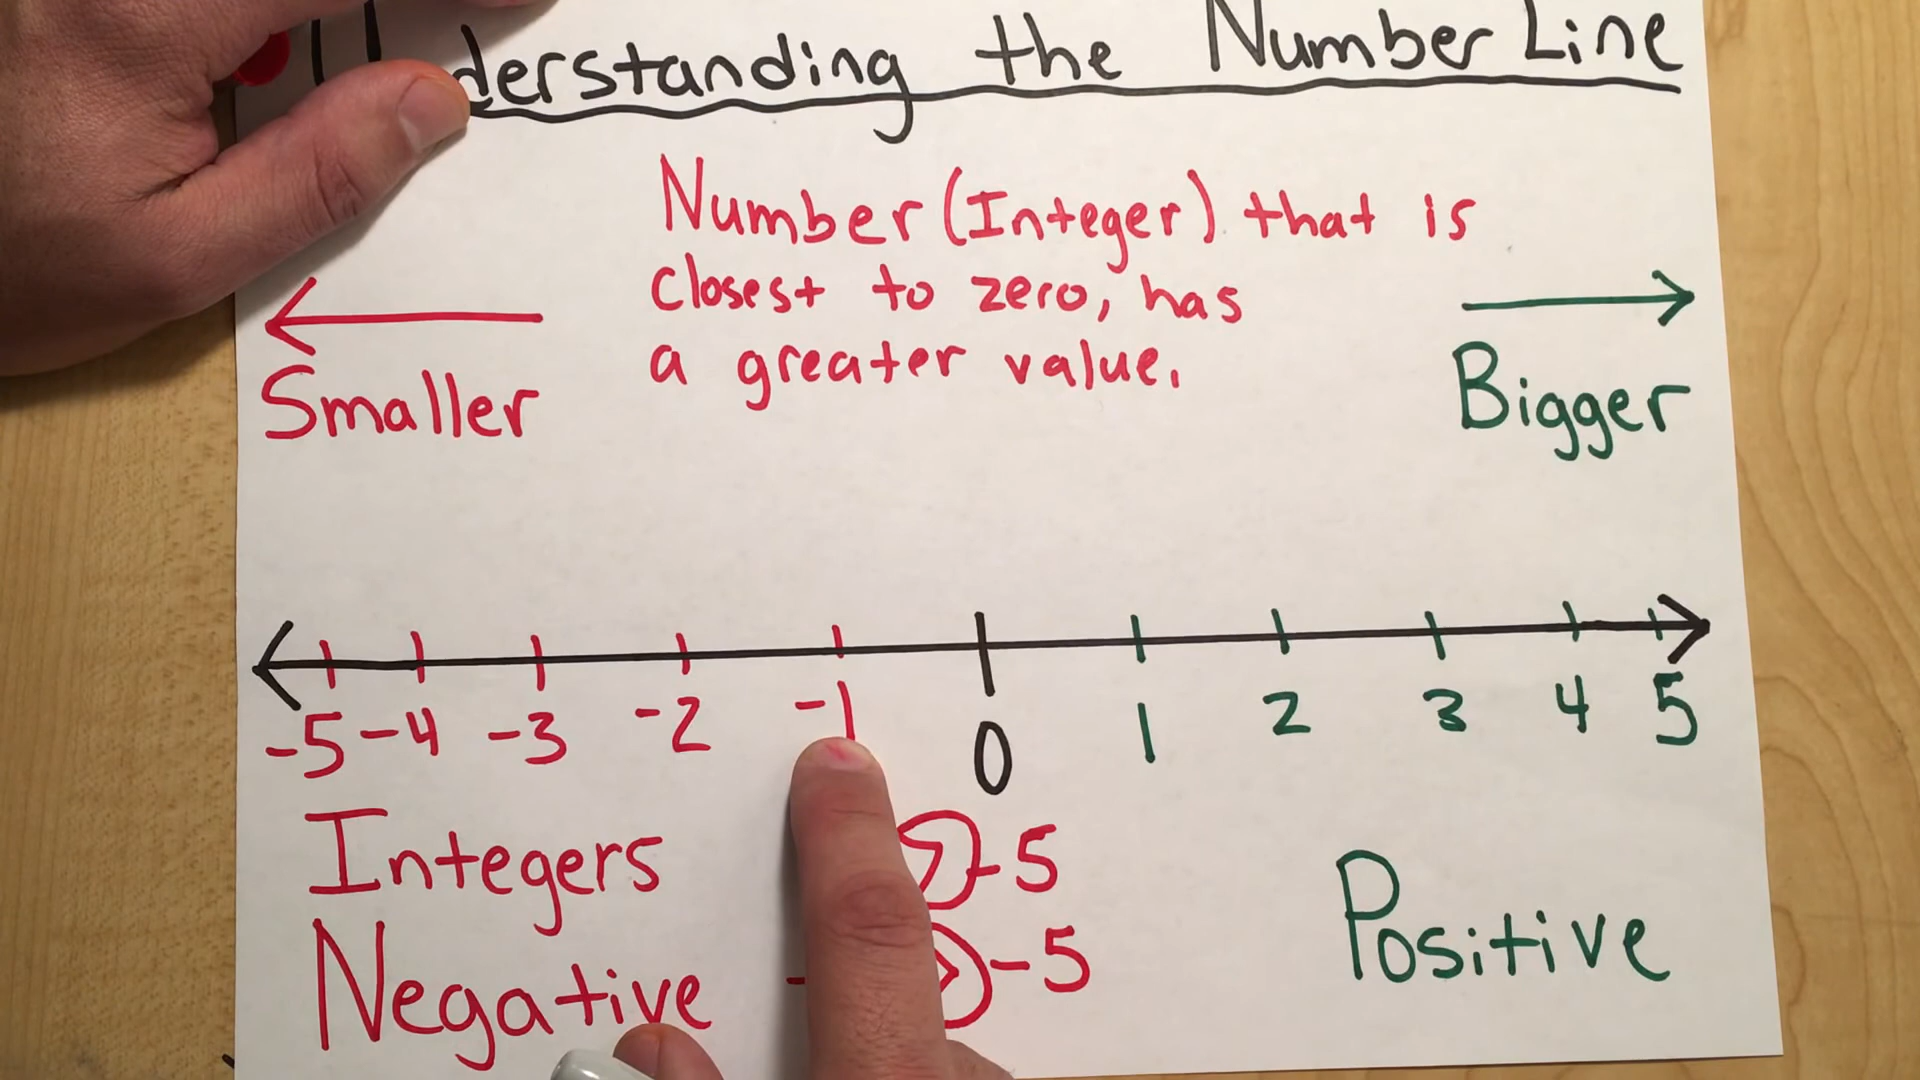 derstanding the Number Line
Number (Integer) that is
closest to zero, has
a greater value.
Smaller
Bigger
-5 -4 -3 -2 -1 0 1 2 3 4 5
Integers
-5
Negative
> -5
Positive